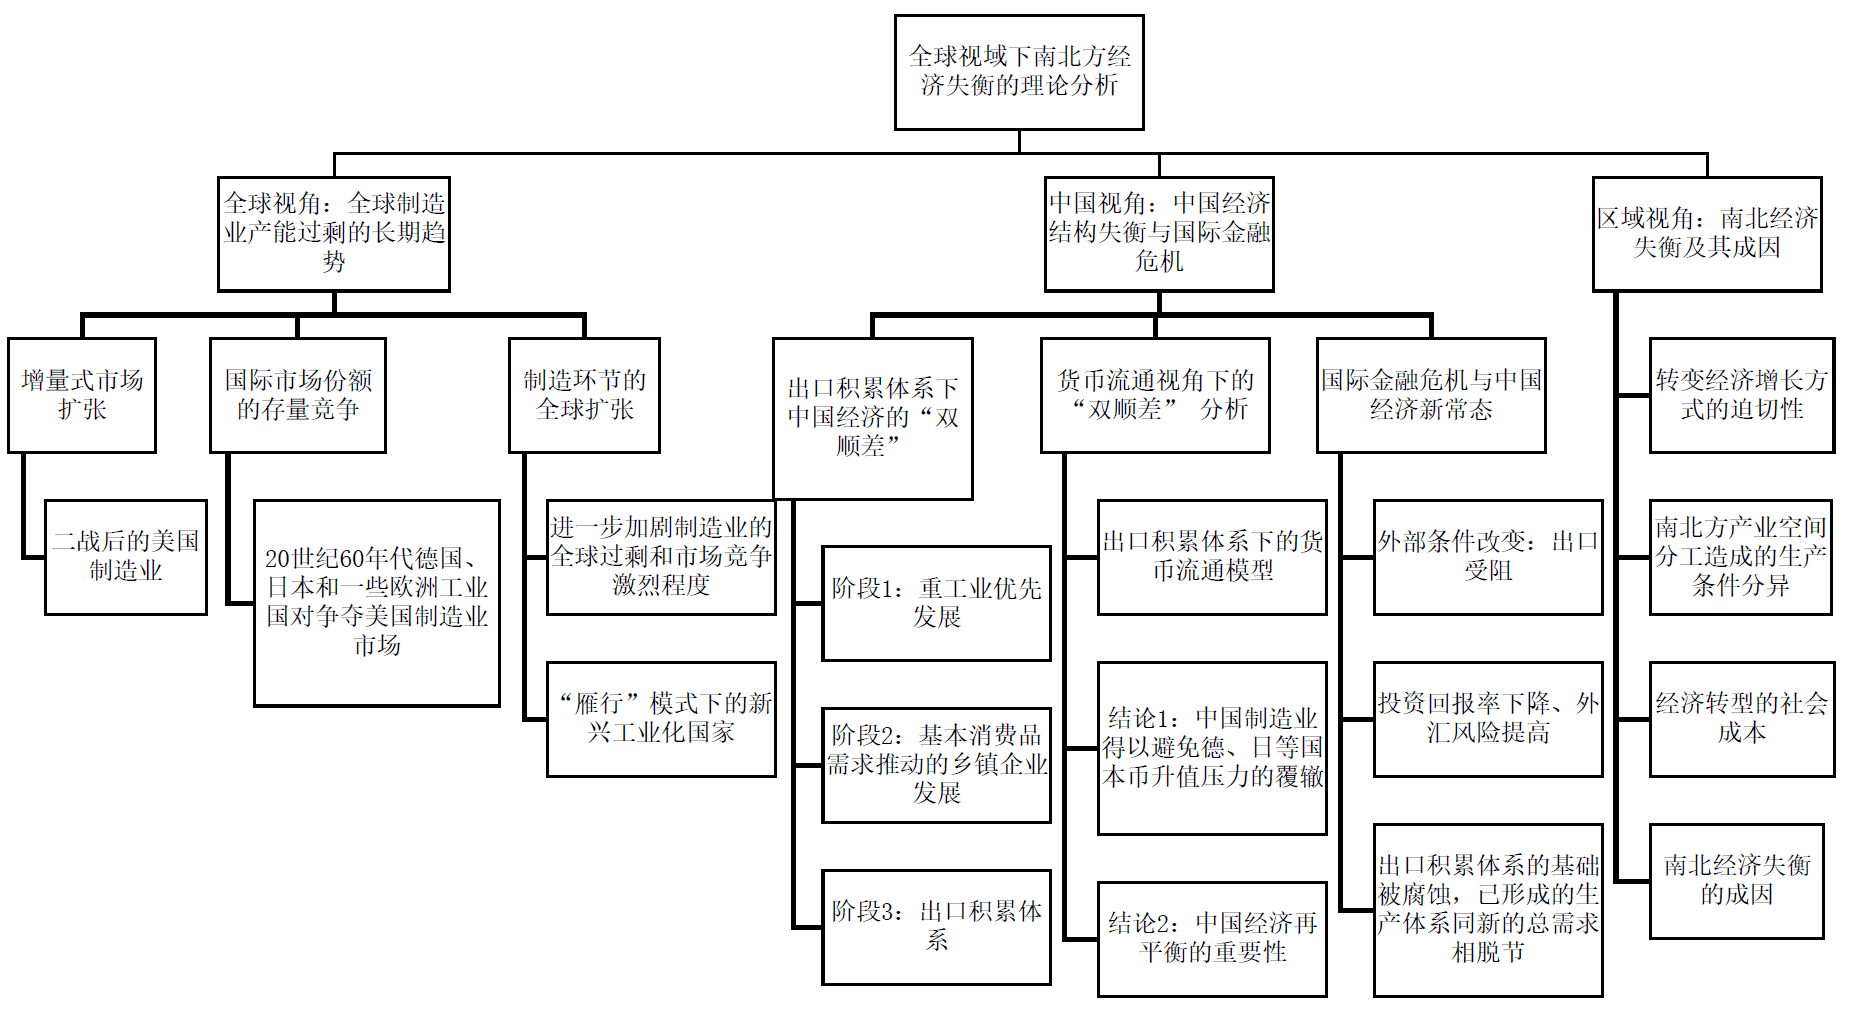 全球视域下南北方经
济失衡的理论分析
全球视角：全球制造
业产能过剩的长期趋
势
中国视角：中国经济
结构失衡与国际金融
危机
区域视角：南北经济
失衡及其成因
增量式市场
扩张
国际市场份额
的存量竞争
制造环节的
全球扩张
出口积累体系下
中国经济的“双
顺差”
货币流通视角下的
“双顺差” 分析
国际金融危机与中国
经济新常态
转变经济增长方
式的迫切性
二战后的美国
制造业
20世纪60年代德国、
日本和一些欧洲工业
国对争夺美国制造业
市场
进一步加剧制造业的
全球过剩和市场竞争
激烈程度
“雁行”模式下的新
兴工业化国家
阶段1：重工业优先
发展
阶段2：基本消费品
需求推动的乡镇企业
发展
阶段3：出口积累体
系
出口积累体系下的货
币流通模型
结论1：中国制造业
得以避免德、日等国
本币升值压力的覆辙
结论2：中国经济再
平衡的重要性
外部条件改变：出口
受阻
投资回报率下降、外
汇风险提高
出口积累体系的基础
被腐蚀，已形成的生
产体系同新的总需求
相脱节
南北方产业空间
分工造成的生产
条件分异
经济转型的社会
成本
南北经济失衡
的成因